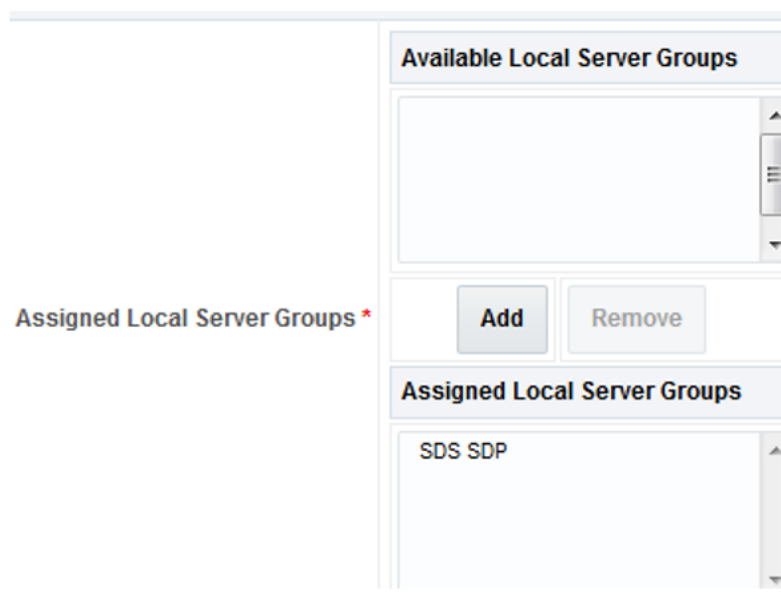 Available Local Server Groups
Assigned Local Server Groups *
Add
Remove
Assigned Local Server Groups
SDS SDP